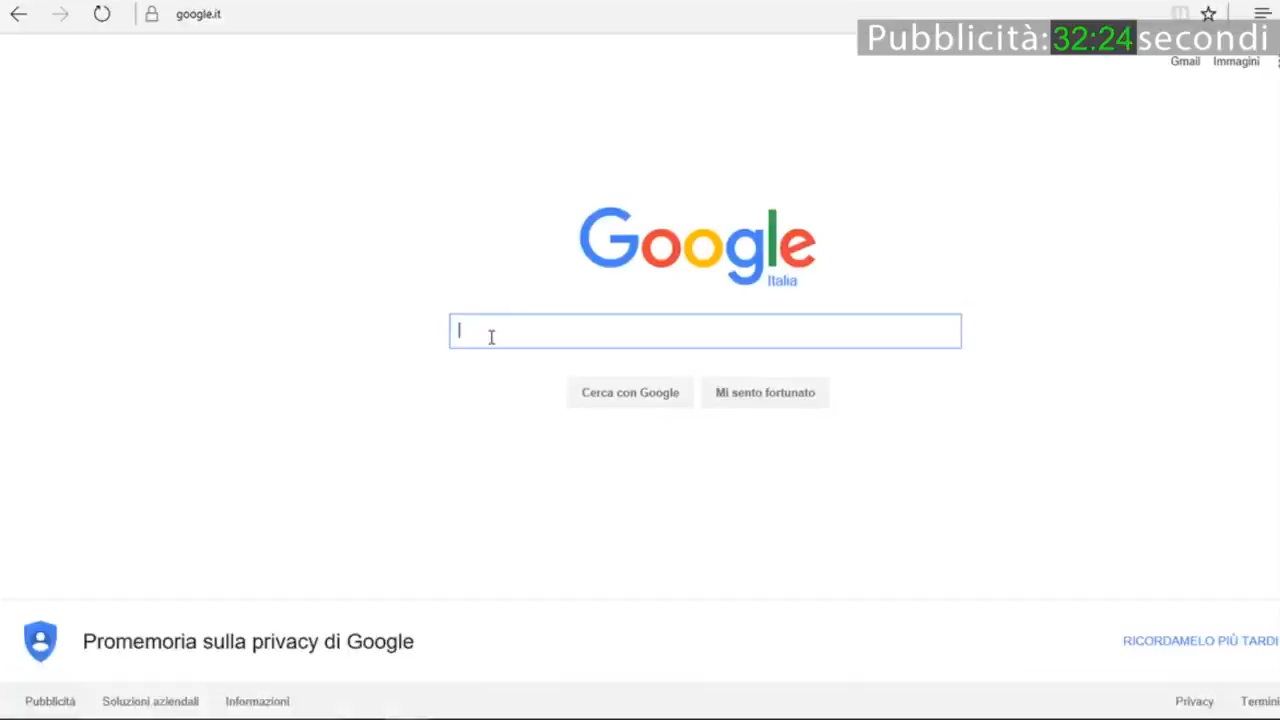 google.it
Pubblicità:32:24secondi
Gmail Immagini
Google
Italia
Cerca con Google Mi sento fortunato
Promemoria sulla privacy di Google RICORDAMELO PIÙ TARDI
Pubblicità Soluzioni aziendali Informazioni Privacy Termini